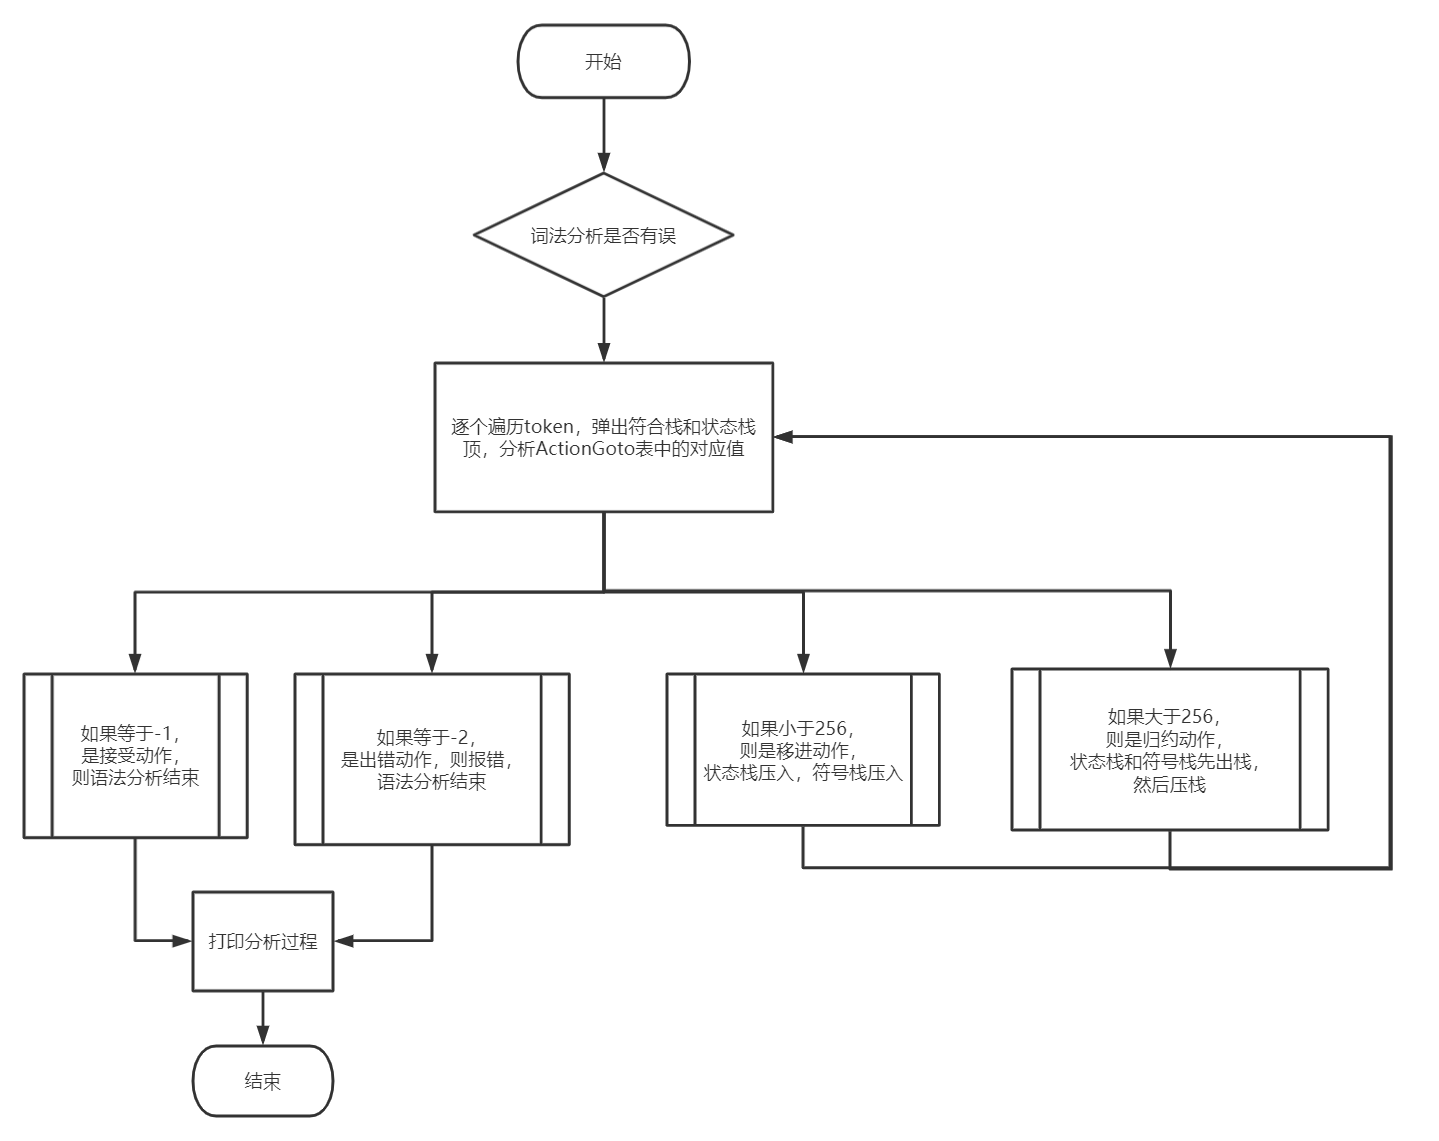 开始
词法分析是否有误
逐个遍历token，弹出符合栈和状态栈
顶，分析ActionGoto表中的对应值
如果等于-1，
是接受动作，
则语法分析结束
如果等于-2，
是出错动作，则报错，
语法分析结束
如果小于256，
则是移进动作，
状态栈压入，符号栈压入
如果大于256，
则是归约动作，
状态栈和符号栈先出栈，
然后压栈
打印分析过程
结束